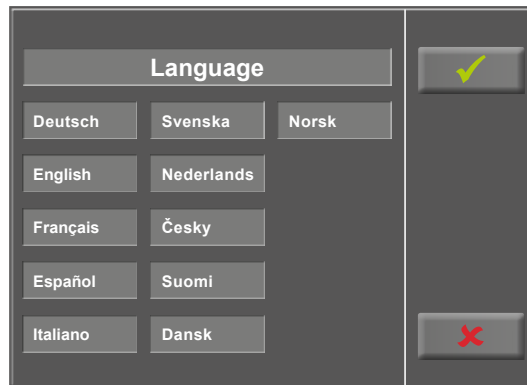 Language
Deutsch Svenska Norsk
English Nederlands
Français Česky
Español Suomi
Italiano Dansk